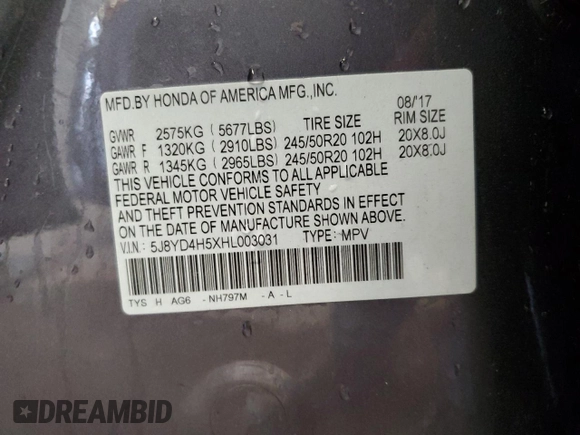 MFD.BY HONDA OF AMERICA MFG.,INC. 08/'17
GVWR 2575KG ( 5677LBS) TIRE SIZE RIM SIZE
GAWR F 1320KG ( 2910LBS) 245/50R20 102H 20X8.0J
GAWR R 1345KG ( 2965LBS) 245/50R20 102H 20X8.0J
THIS VEHICLE CONFORMS TO ALL APPLICABLE
FEDERAL MOTOR VEHICLE SAFETY
AND THEFT PREVENTION STANDARDS IN EFFECT
ON THE DATE OF MANUFACTURE SHOWN ABOVE.
V.I.N.: 5J8YD4H5XHL003031 TYPE: MPV
TYS H AG6 - NH797M - A - L
DREAMBID